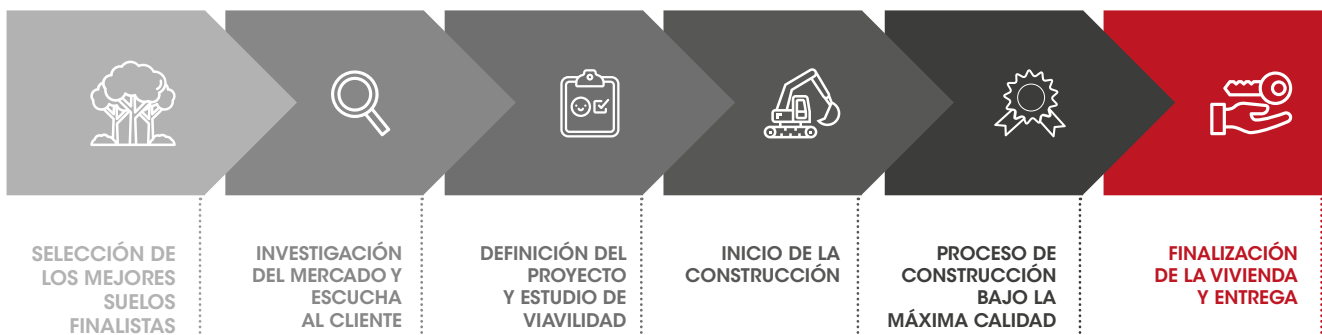 SELECCIÓN DE
LOS MEJORES
SUELOS
FINALISTAS
INVESTIGACIÓN
DEL MERCADO Y
ESCUCHA
AL CLIENTE
DEFINICIÓN DEL
PROYECTO
Y ESTUDIO DE
VIAVILIDAD
INICIO DE LA
CONSTRUCCIÓN
PROCESO DE
CONSTRUCCIÓN
BAJO LA
MÁXIMA CALIDAD
FINALIZACIÓN
DE LA VIVIENDA
Y ENTREGA